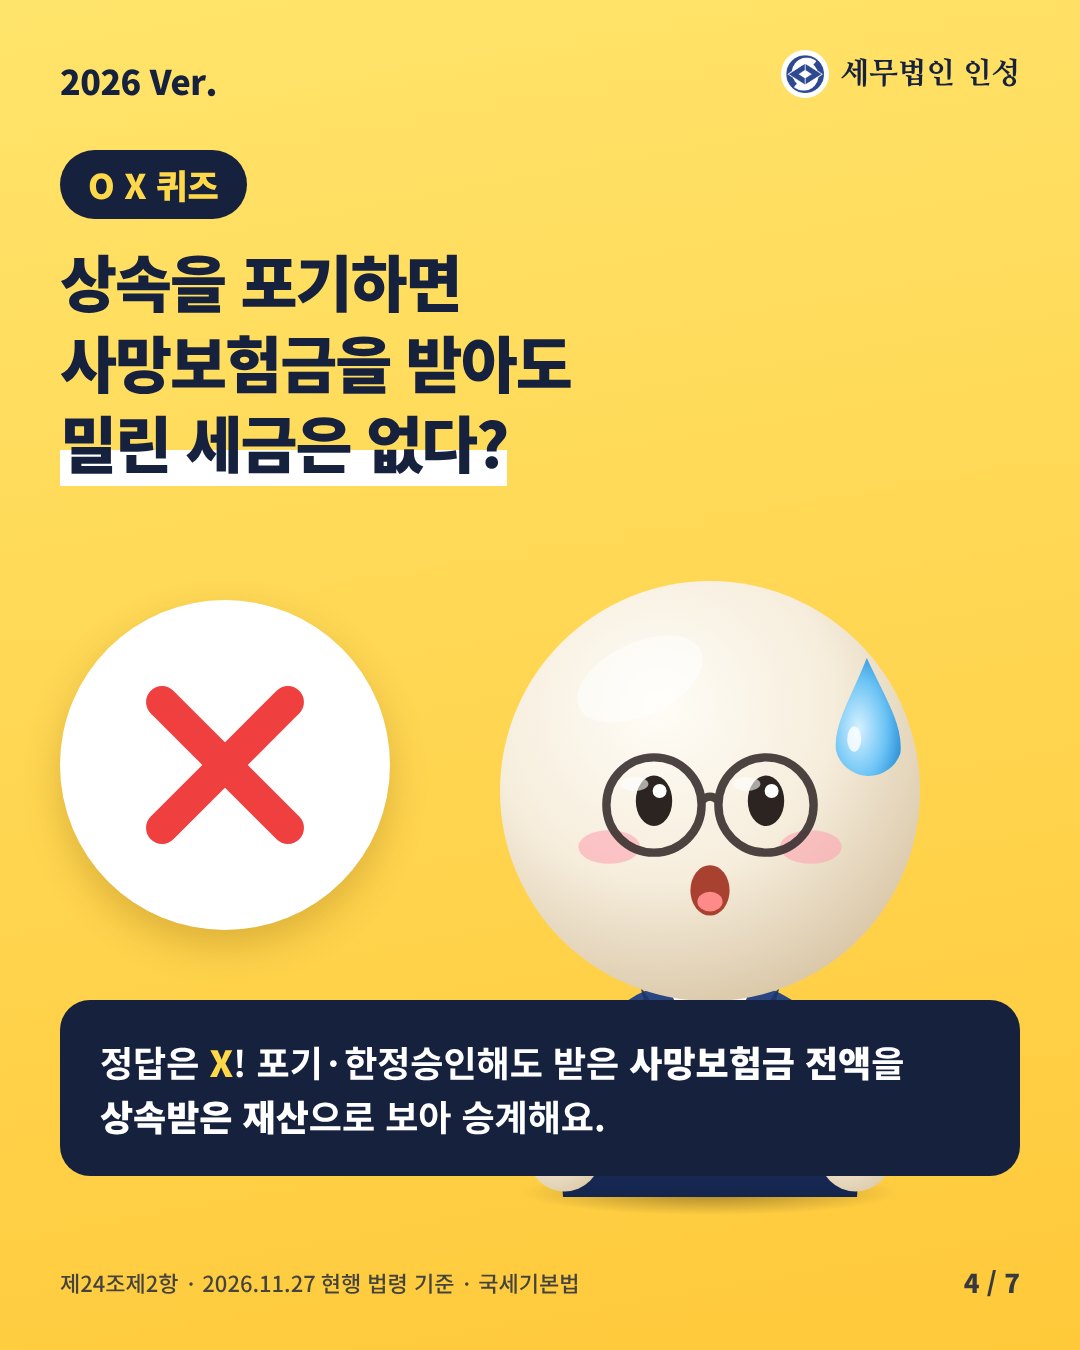 2026 Ver.
세무법인 인성
O X 퀴즈
상속을 포기하면
사망보험금을 받아도
밀린 세금은 없다?
정답은 X! 포기·한정승인해도 받은 사망보험금 전액을
상속받은 재산으로 보아 승계해요.
제24조제2항 · 2026.11.27 현행 법령 기준 · 국세기본법
4 / 7